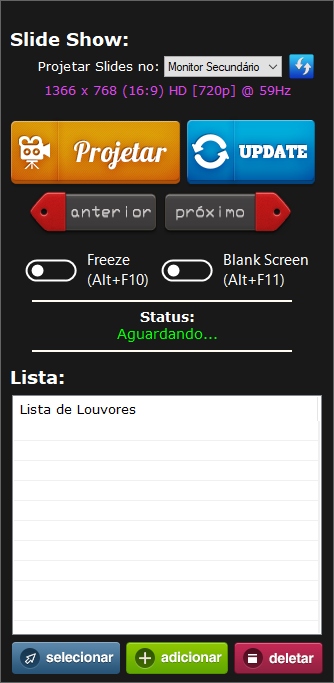 Slide Show:
Projetar Slides no: Monitor Secundário
1366 x 768 (16:9) HD [720p] @ 59Hz
Projetar UPDATE
anterior próximo
Freeze Blank Screen
(Alt+F10) (Alt+F11)
Status:
Aguardando...
Lista:
Lista de Louvores
selecionar adicionar deletar